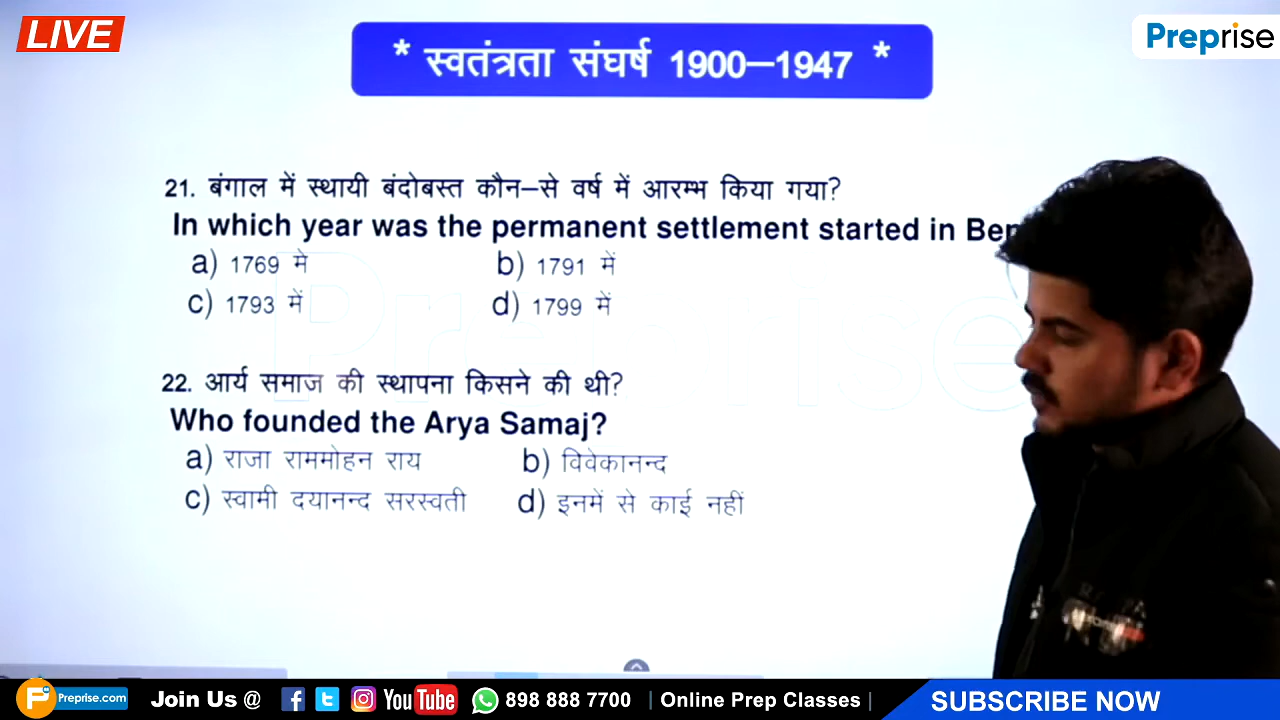 LIVE
Preprise
* स्वतंत्रता संघर्ष 1900–1947 *
21. बंगाल में स्थायी बंदोबस्त कौन–से वर्ष में आरम्भ किया गया?
In which year was the permanent settlement started in
a) 1769 मे b) 1791 में
c) 1793 में d) 1799 में
22. आर्य समाज की स्थापना किसने की थी?
Who founded the Arya Samaj?
a) राजा राममोहन राय b) विवेकानन्द
c) स्वामी दयानन्द सरस्वती d) इनमें से काई नहीं
Preprise
Preprise.com Join Us @ YouTube 898 888 7700 | Online Prep Classes | SUBSCRIBE NOW